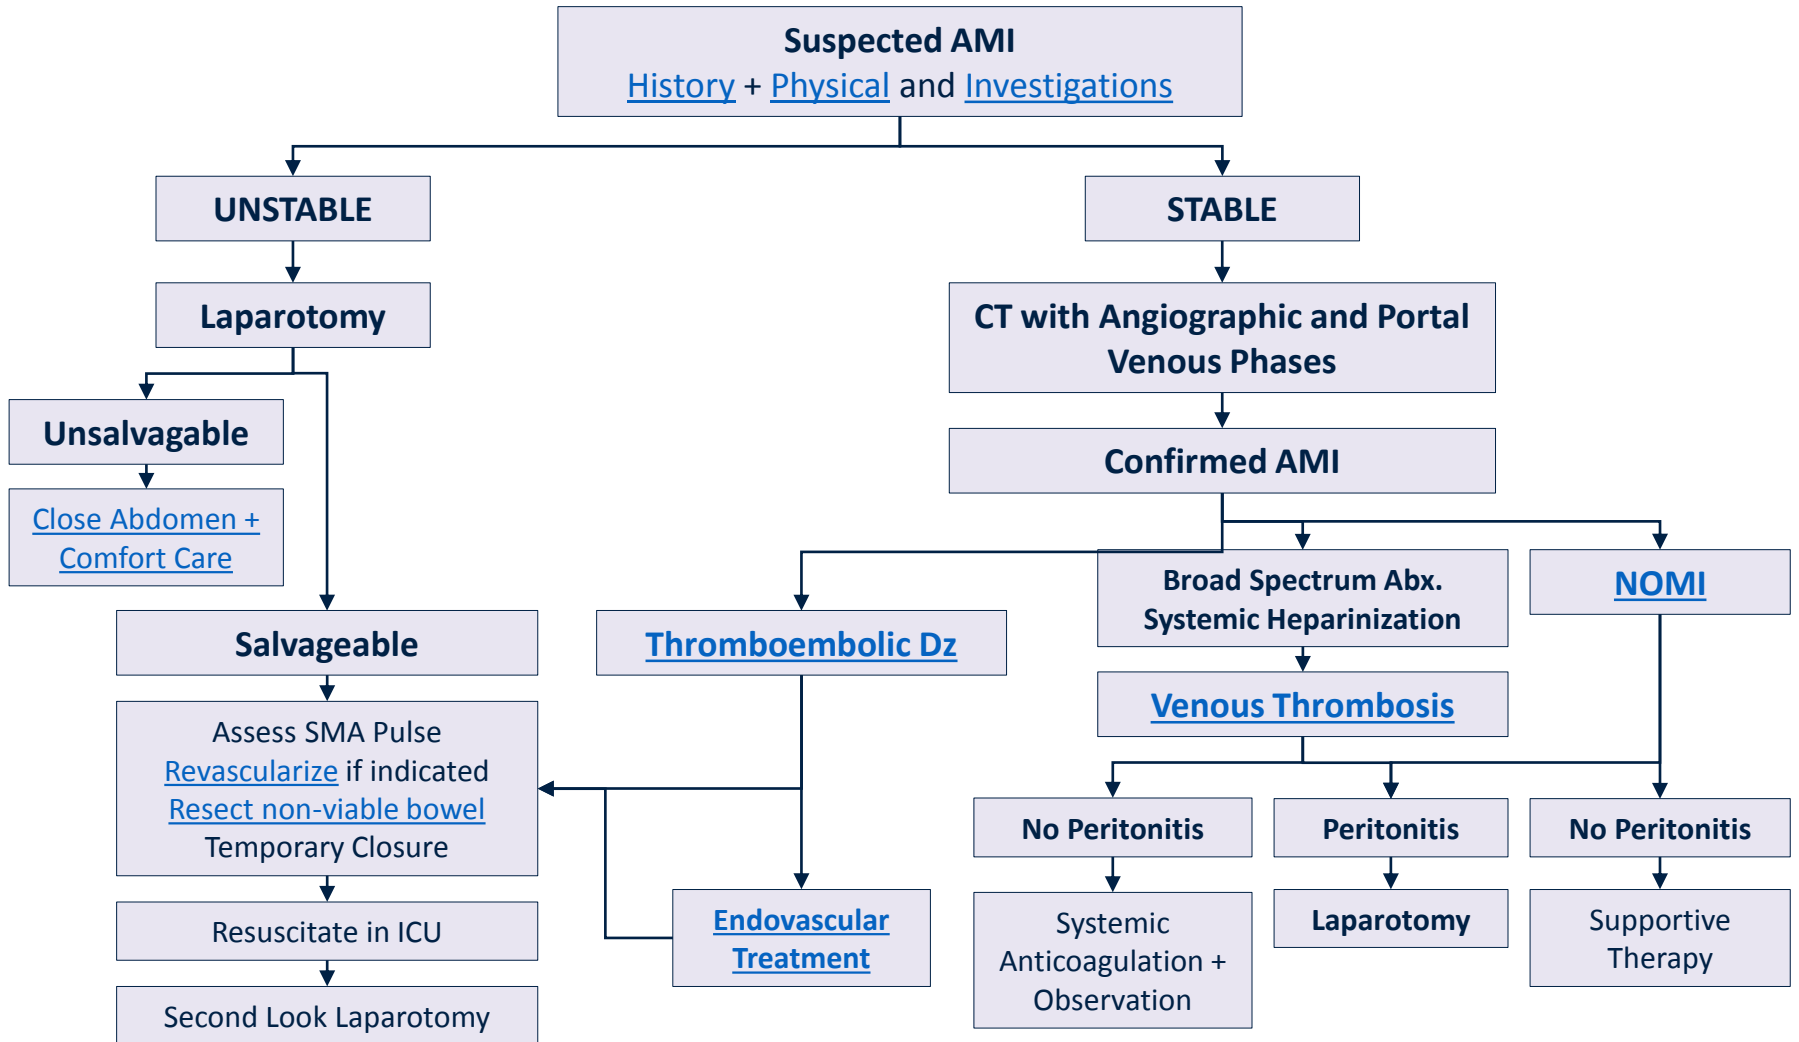 Suspected AMI
History + Physical and Investigations
UNSTABLE
STABLE
Laparotomy
CT with Angiographic and Portal
Venous Phases
Unsalvagable
Confirmed AMI
Close Abdomen +
Comfort Care
Broad Spectrum Abx.
Systemic Heparinization
NOMI
Salvageable
Thromboembolic Dz
Venous Thrombosis
Assess SMA Pulse
Revascularize if indicated
Resect non-viable bowel
Temporary Closure
No Peritonitis
Peritonitis
No Peritonitis
Resuscitate in ICU
Endovascular
Treatment
Systemic
Anticoagulation +
Observation
Laparotomy
Supportive
Therapy
Second Look Laparotomy